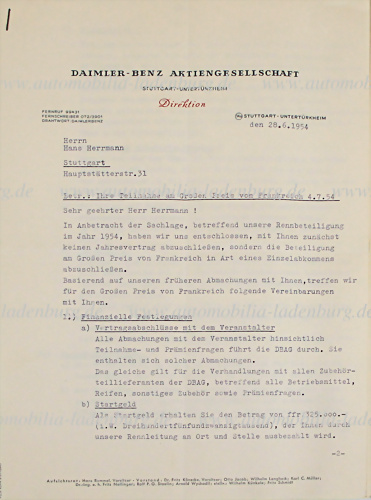 DAIMLER-BENZ AKTIENGESELLSCHAFT
STUTTGART-UNTERTÜRKHEIM
Direktion
FERNRUF
FERNSCHREIBER
DRAHTWORT: DAIMLERBENZ
STUTTGART-UNTERTÜRKHEIM
den 28.6.1954
Herrn
Hans Herrmann
Stuttgart
Hauptstätterstr.31
Betr.: Ihre Teilnahme am Großen Preis von Frankreich 4.7.54
Sehr geehrter Herr Herrmann !
In Anbetracht der Sachlage, betreffend unsere Rennbeteiligung
im Jahr 1954, haben wir uns entschlossen, mit Ihnen zunächst
keinen Jahresvertrag abzuschließen, sondern die Beteiligung
am Großen Preis von Frankreich in Art eines Einzelabkommens
abzuschließen.
Basierend auf unseren früheren Abmachungen mit Ihnen,treffen wir
für den Großen Preis von Frankreich folgende Vereinbarungen
mit Ihnen.
1.) Finanzielle Festlegungen
a) Vertragsabschlüsse mit dem Veranstalter
Alle Abmachungen mit dem Veranstalter hinsichtlich
Teilnahme- und Prämienfragen führt die DBAG durch. Sie
enthalten sich solcher Abmachungen.
Das gleiche gilt für die Verhandlungen mit allen Zubehör-
teillieferanten der DBAG, betreffend alle Betriebsmittel,
Reifen, sonstiges Zubehör sowie Prämienfragen.
b) Startgeld
Als Startgeld erhalten Sie den Betrag von ffr 325.000.--
(i.W. Dreihundertfünfundzwanzigtausend), der Ihnen durch
unsere Rennleitung an Ort und Stelle ausbezahlt wird.
-2-
www.automobilia-ladenburg.de